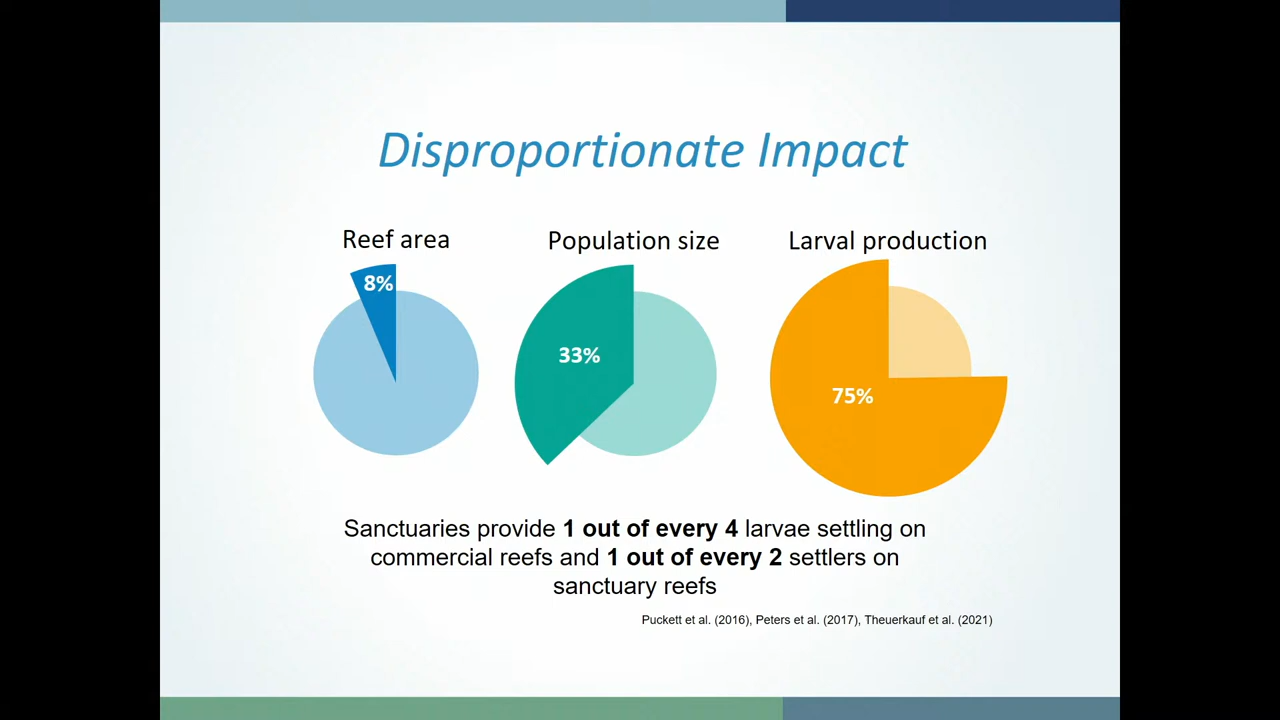 Disproportionate Impact
Reef area
Population size
Larval production
8%
33%
75%
Sanctuaries provide 1 out of every 4 larvae settling on
commercial reefs and 1 out of every 2 settlers on
sanctuary reefs
Puckett et al. (2016), Peters et al. (2017), Theuerkauf et al. (2021)